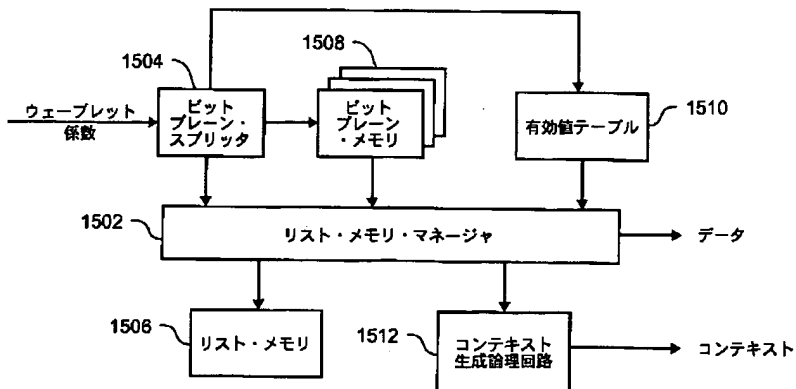 1508
1504
ウェーブレット
係数
ビット
プレーン・
スプリッタ
ビット
プレーン
・メモリ
有効値テーブル
1510
1502
リスト・メモリ・マネージャ
データ
1506
リスト・メモリ
1512
コンテキスト
生成論理回路
コンテキスト